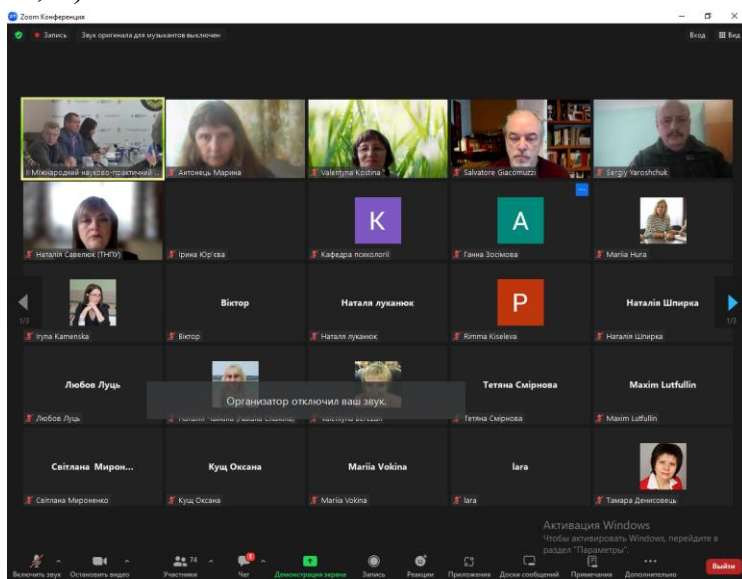 Zoom Конференция
Запись
Звук оригинала для музыкантов выключен
Вход
Вид
Міжнародний науково-практичний ...
Антонець Марина
Valentyna Kostina
Salvatore Giacomuzzi
Sergiy Yaroshchuk
Наталія Савелюк (ТНПУ)
Ірина Юр'єва
К
Кафедра психології
А
Ганна Зосімова
Mariia Hura
1/3
Iryna Kamenska
Віктор
Віктор
Наталя луканюк
Наталя луканюк
P
Rimma Kiseleva
Наталія Шпирка
Наталія Шпирка
1/3
Любов Луць
Любов Луць
Организатор отключил ваш звук.
Тетяна Смірнова
Тетяна Смірнова
Maxim Lutfullin
Maxim Lutfullin
Світлана Мирон...
Світлана Мироненко
Кущ Оксана
Кущ Оксана
Mariia Vokina
Mariia Vokina
lara
lara
Тамара Денисовець
Активация Windows
Чтобы активировать Windows, перейдите в
раздел "Параметры".
Включить звук
Остановить видео
74
Участники
Чат
Демонстрация экрана
Запись
Реакции
Приложения
Доски сообщений
Примечания
Дополнительно
Выйти